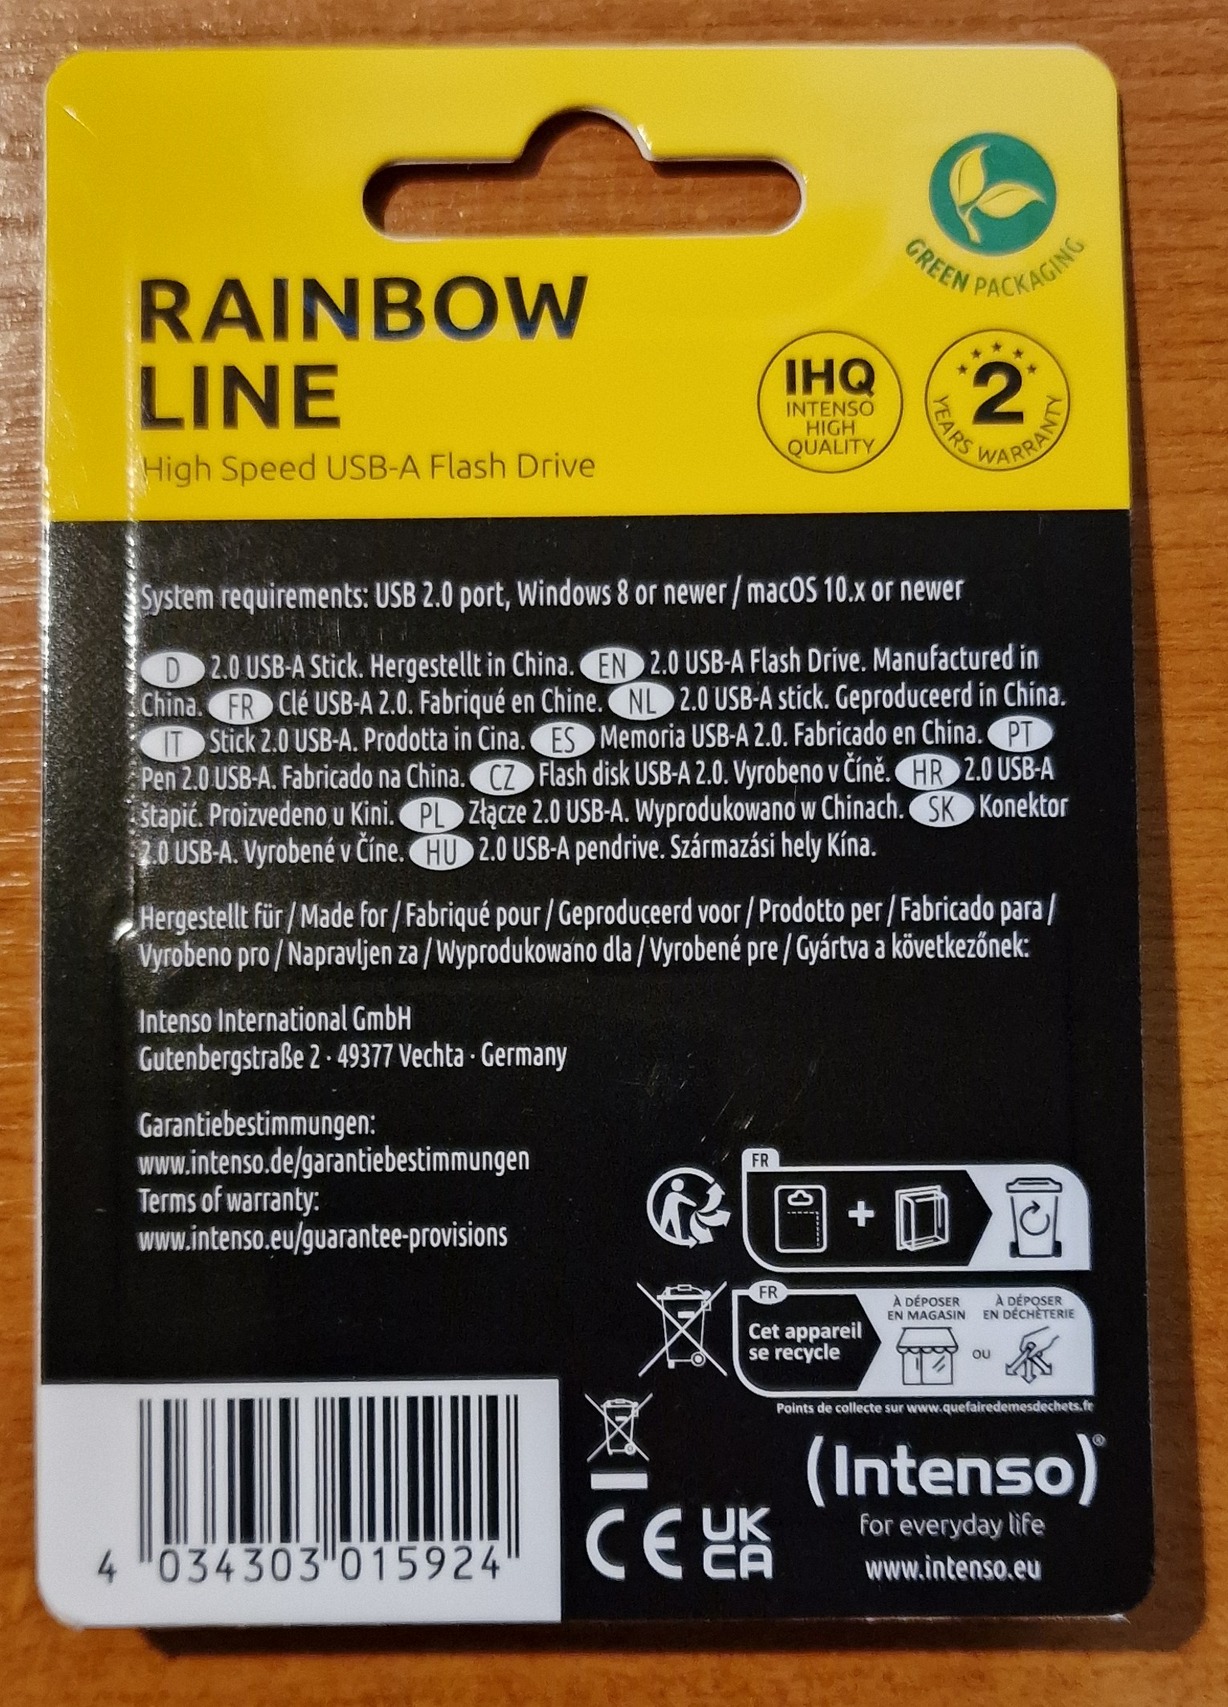 GREEN PACKAGING
RAINBOW
LINE
High Speed USB-A Flash Drive
IHQ
INTENSO
HIGH
QUALITY
2
YEARS WARRANTY
System requirements: USB 2.0 port, Windows 8 or newer / macOS 10.x or newer
D 2.0 USB-A Stick. Hergestellt in China. EN 2.0 USB-A Flash Drive. Manufactured in
China. FR Clé USB-A 2.0. Fabriqué en Chine. NL 2.0 USB-A stick. Geproduceerd in China.
IT Stick 2.0 USB-A. Prodotta in Cina. ES Memoria USB-A 2.0. Fabricado en China. PT
Pen 2.0 USB-A. Fabricado na China. CZ Flash disk USB-A 2.0. Vyrobeno v Číně. HR 2.0 USB-A
štapić. Proizvedeno u Kini. PL Złącze 2.0 USB-A. Wyprodukowano w Chinach. SK Konektor
2.0 USB-A. Vyrobené v Číne. HU 2.0 USB-A pendrive. Származási hely Kína.
Hergestellt für / Made for / Fabriqué pour / Geproduceerd voor / Prodotto per / Fabricado para /
Vyrobeno pro / Napravljen za / Wyprodukowano dla / Vyrobené pre / Gyártva a következőnek:
Intenso International GmbH
Gutenbergstraße 2 · 49377 Vechta · Germany
Garantiebestimmungen:
www.intenso.de/garantiebestimmungen
Terms of warranty:
www.intenso.eu/guarantee-provisions
FR
+
FR
Cet appareil
se recycle
À DÉPOSER
EN MAGASIN
OU
À DÉPOSER
EN DÉCHÈTERIE
Points de collecte sur www.quefairedemesdechets.fr
4 034303 015924
CE
UK
CA
(Intenso)®
for everyday life
www.intenso.eu